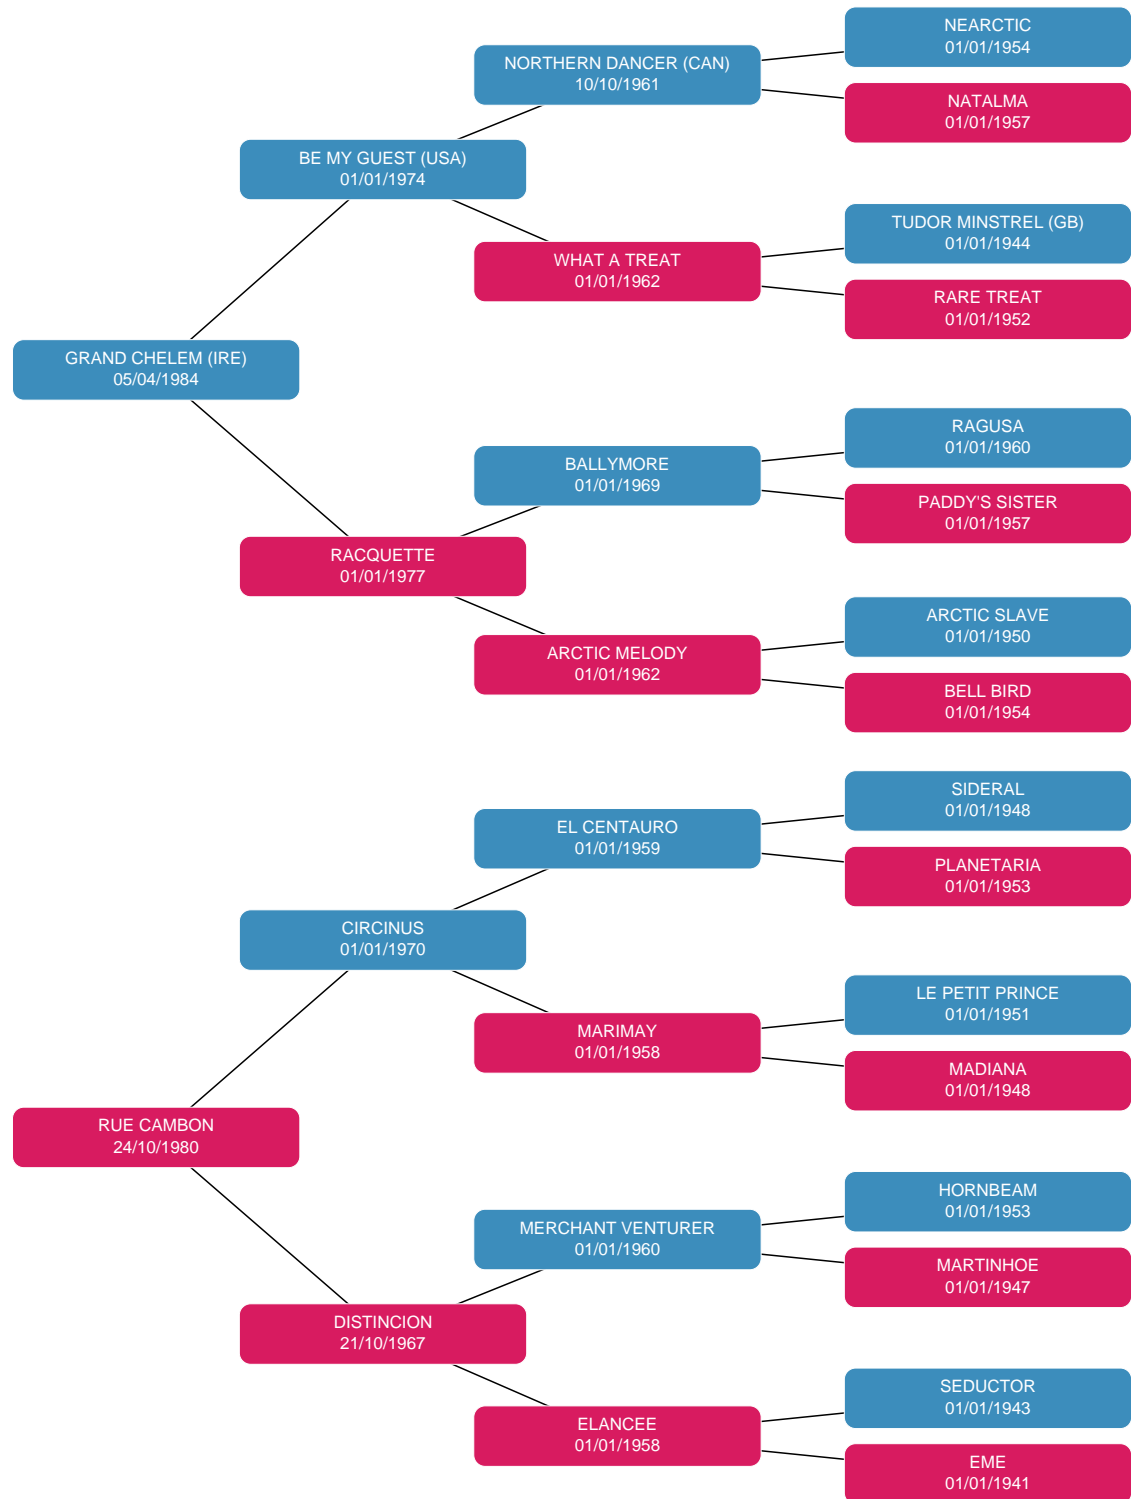 NEARCTIC
01/01/1954
NORTHERN DANCER (CAN)
10/10/1961
NATALMA
01/01/1957
BE MY GUEST (USA)
01/01/1974
TUDOR MINSTREL (GB)
01/01/1944
WHAT A TREAT
01/01/1962
RARE TREAT
01/01/1952
GRAND CHELEM (IRE)
05/04/1984
RAGUSA
01/01/1960
BALLYMORE
01/01/1969
PADDY'S SISTER
01/01/1957
RACQUETTE
01/01/1977
ARCTIC SLAVE
01/01/1950
ARCTIC MELODY
01/01/1962
BELL BIRD
01/01/1954
SIDERAL
01/01/1948
EL CENTAURO
01/01/1959
PLANETARIA
01/01/1953
CIRCINUS
01/01/1970
LE PETIT PRINCE
01/01/1951
MARIMAY
01/01/1958
MADIANA
01/01/1948
RUE CAMBON
24/10/1980
HORNBEAM
01/01/1953
MERCHANT VENTURER
01/01/1960
MARTINHOE
01/01/1947
DISTINCION
21/10/1967
SEDUCTOR
01/01/1943
ELANCEE
01/01/1958
EME
01/01/1941